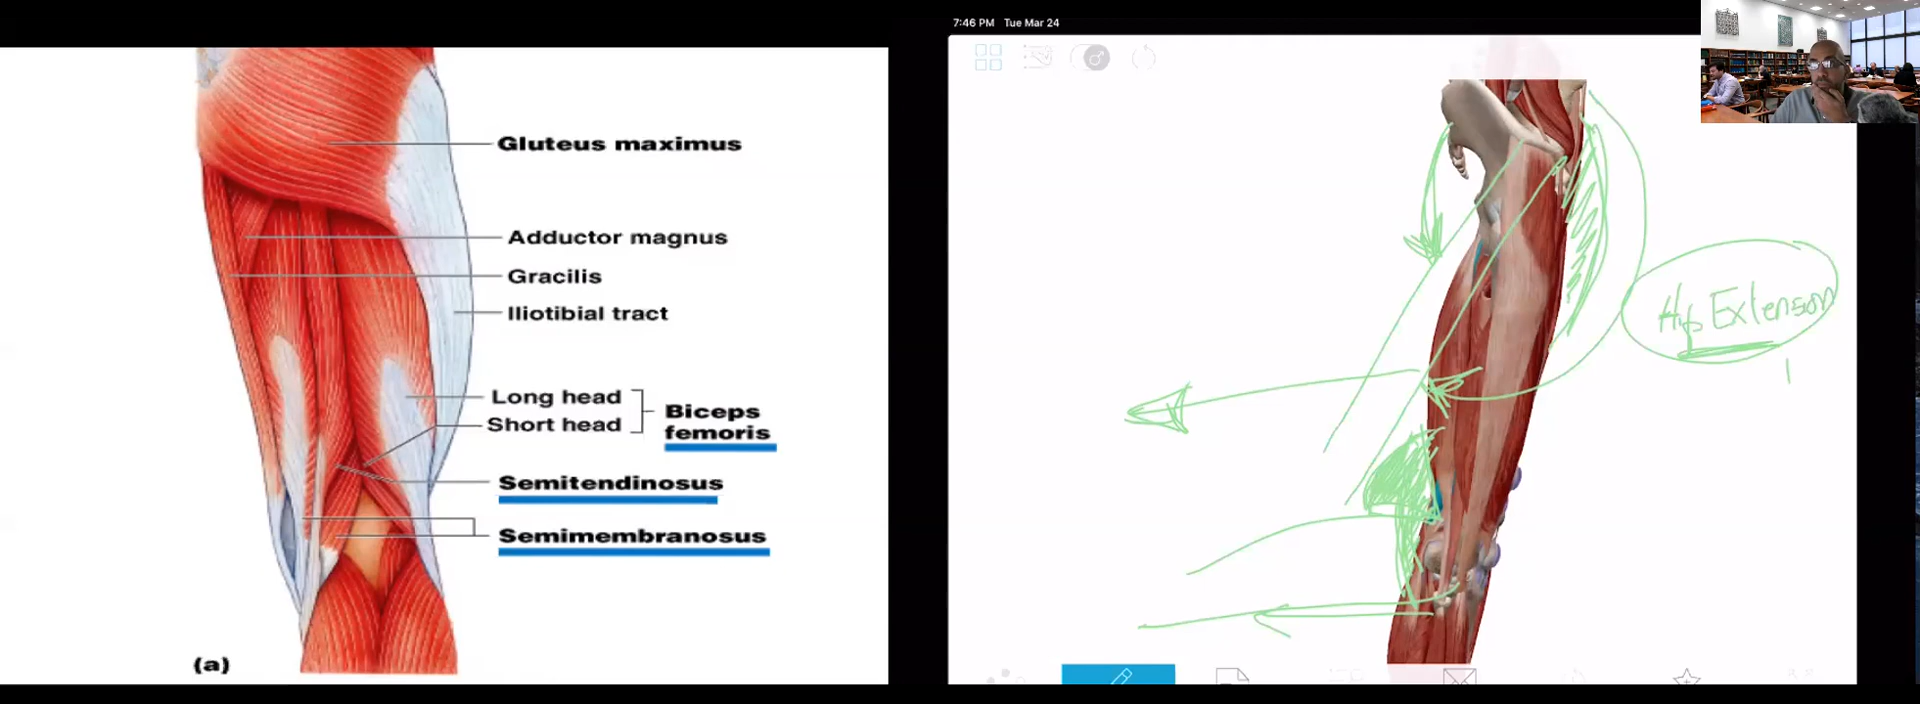 7:46 PM Tue Mar 24
Gluteus maximus
Adductor magnus
Gracilis
Iliotibial tract
Long head
Short head
Biceps
femoris
Semitendinosus
Semimembranosus
(a)
Hip Extension